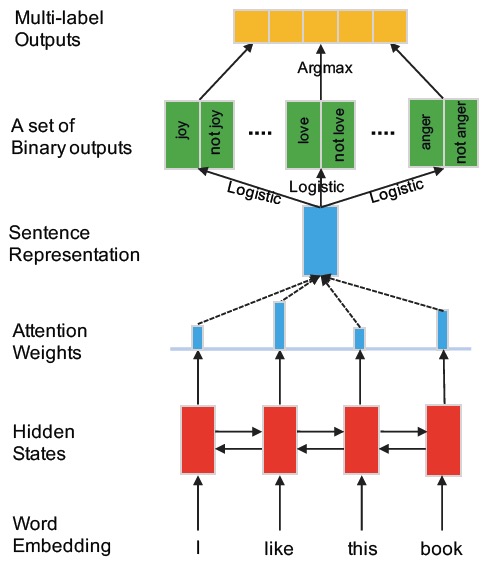 Multi-label
Outputs
Argmax
A set of
Binary outputs
joy
not joy
....
love
not love
....
anger
not anger
Logistic
Logistic
Logistic
Sentence
Representation
Attention
Weights
Hidden
States
Word
Embedding
I
like
this
book